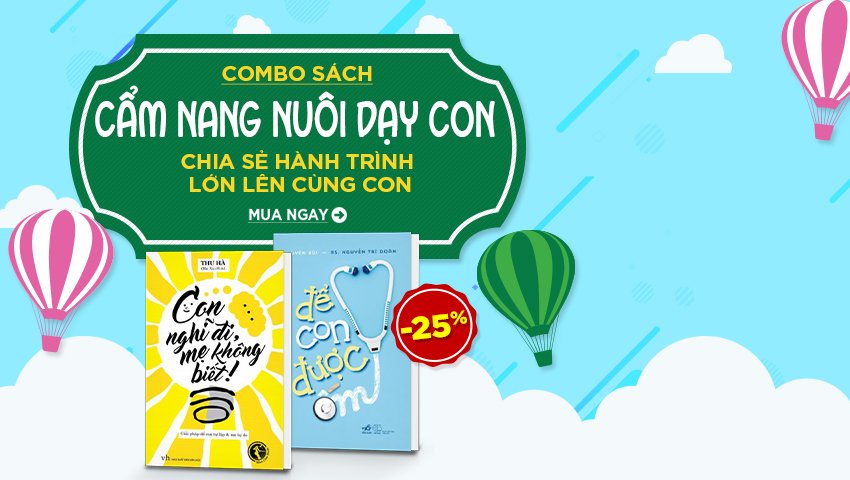 COMBO SÁCH
CẨM NANG NUÔI DẠY CON
CHIA SẺ HÀNH TRÌNH
LỚN LÊN CÙNG CON
MUA NGAY
BS. NGUYỄN TRÍ ĐOÀN
để
con
được
ốm
-25%
THU HÀ
Con
nghĩ đi,
mẹ không
biết!